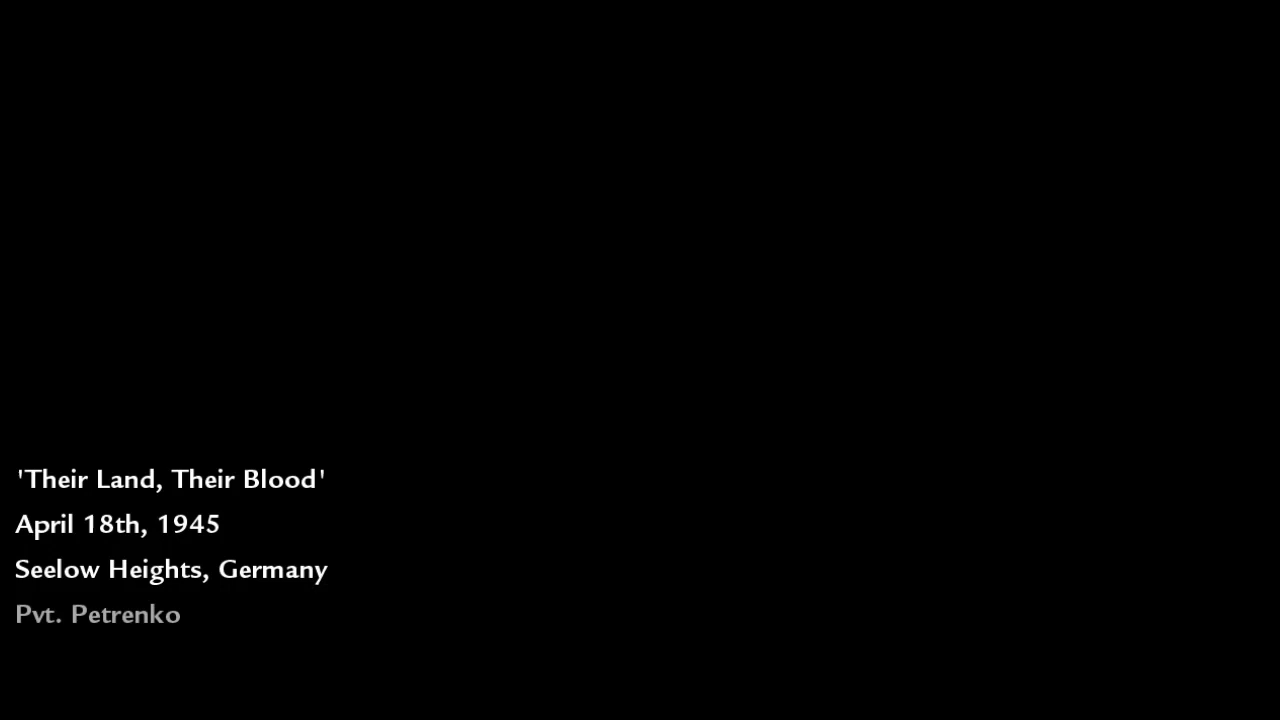 'Their Land, Their Blood'
April 18th, 1945
Seelow Heights, Germany
Pvt. Petrenko